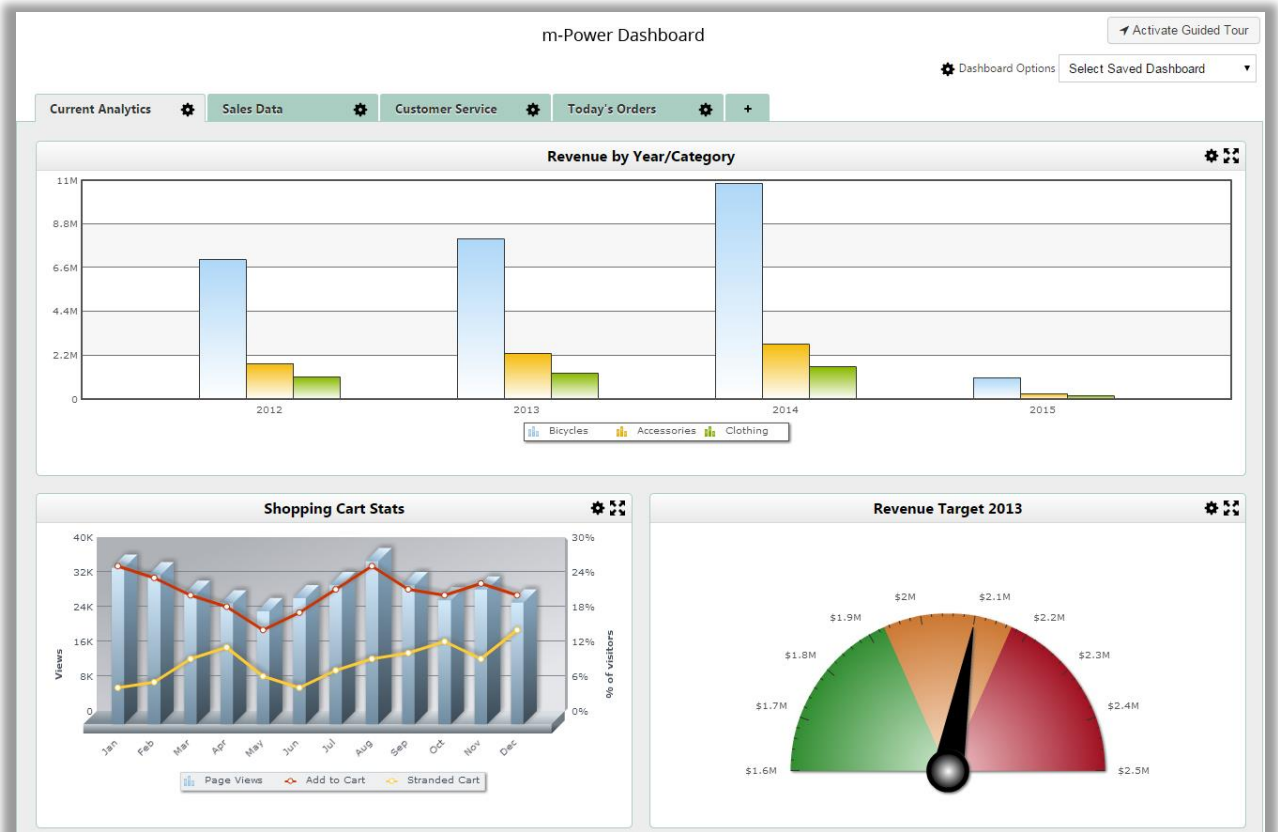 m-Power Dashboard
Activate Guided Tour
Dashboard Options Select Saved Dashboard
Current Analytics Sales Data Customer Service Today's Orders +
Revenue by Year/Category
11M
8.8M
6.6M
4.4M
2.2M
0
2012 2013 2014 2015
Bicycles Accessories Clothing
Shopping Cart Stats
40K 30%
32K 24%
24K 18%
16K 12%
8K 6%
0 0%
Views
% of visitors
Jan Feb Mar Apr May Jun Jul Aug Sep Oct Nov Dec
Page Views Add to Cart Stranded Cart
Revenue Target 2013
$2M $2.1M
$1.9M $2.2M
$1.8M $2.3M
$1.7M $2.4M
$1.6M $2.5M